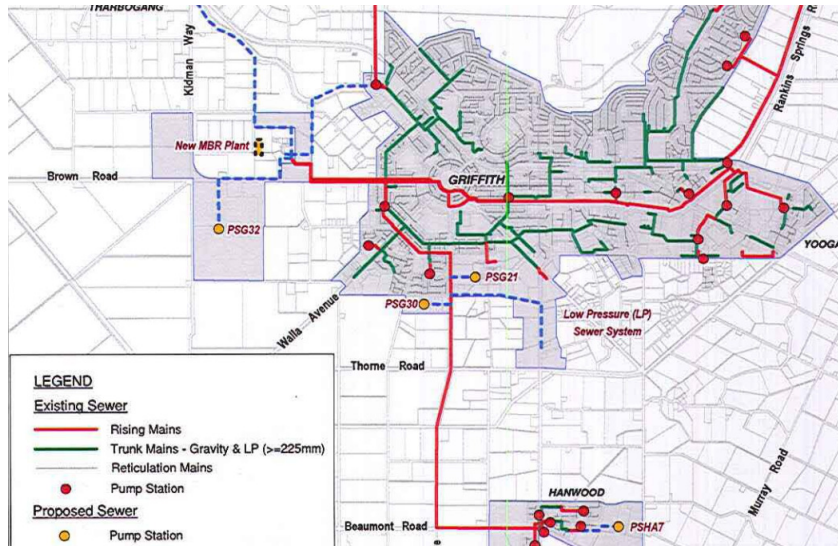 THARBOGANG
Kidman Way
Rankins Springs R
New MBR Plant
Brown Road
GRIFFITH
PSG32
YOOGA
PSG21
PSG30
Walla Avenue
Low Pressure (LP)
Sewer System
Thorne Road
LEGEND
Existing Sewer
Rising Mains
Trunk Mains - Gravity & LP (>=225mm)
Reticulation Mains
Pump Station
Proposed Sewer
Pump Station
Murray Road
HANWOOD
Beaumont Road
PSHA7